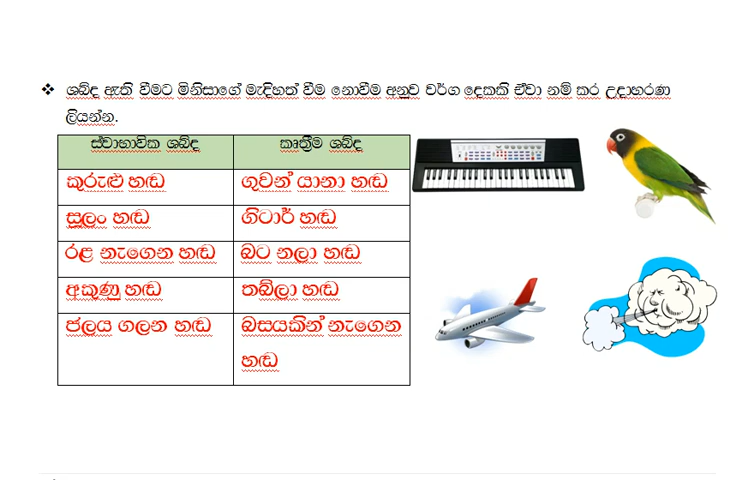 ❖ ශබ්ද ඇති වීමට මිනිසාගේ මැදිහත් වීම නොවීම අනුව වර්ග දෙකකි ඒවා නම් කර උදාහරණ
ලියන්න.
ස්වාභාවික ශබ්ද කෘත්‍රීම ශබ්ද
කුරුළු හඬ ගුවන් යානා හඬ
සුලං හඬ ගිටාර් හඬ
රළ නැගෙන හඬ බට නලා හඬ
අකුණු හඬ තබ්ලා හඬ
ජලය ගලන හඬ බසයකින් නැගෙන
හඬ